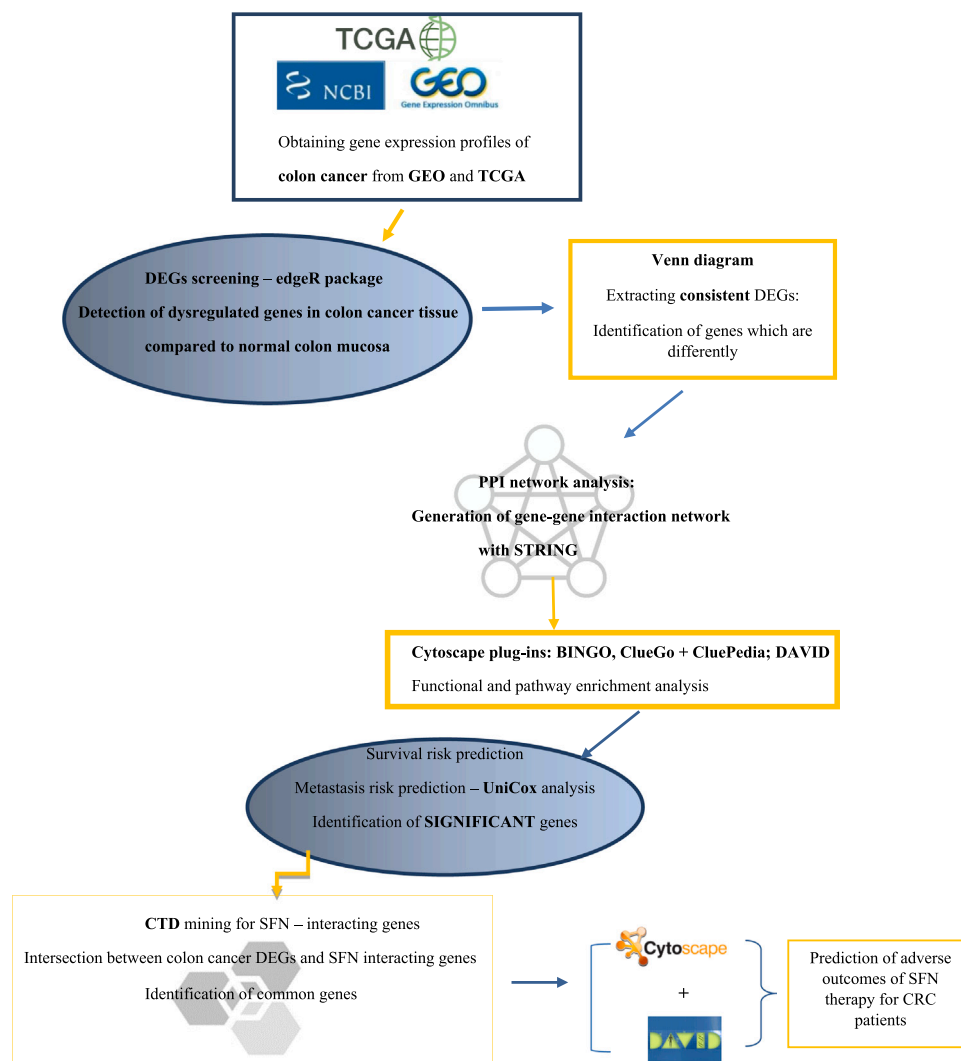 TCGA
NCBI
GEO
Gene Expression Omnibus
Obtaining gene expression profiles of
colon cancer from GEO and TCGA
DEGs screening – edgeR package
Detection of dysregulated genes in colon cancer tissue
compared to normal colon mucosa
Venn diagram
Extracting consistent DEGs:
Identification of genes which are
differently
PPI network analysis:
Generation of gene-gene interaction network
with STRING
Cytoscape plug-ins: BINGO, ClueGo + CluePedia; DAVID
Functional and pathway enrichment analysis
Survival risk prediction
Metastasis risk prediction – UniCox analysis
Identification of SIGNIFICANT genes
CTD mining for SFN – interacting genes
Intersection between colon cancer DEGs and SFN interacting genes
Identification of common genes
Cytoscape
+
DAVID
Prediction of adverse
outcomes of SFN
therapy for CRC
patients